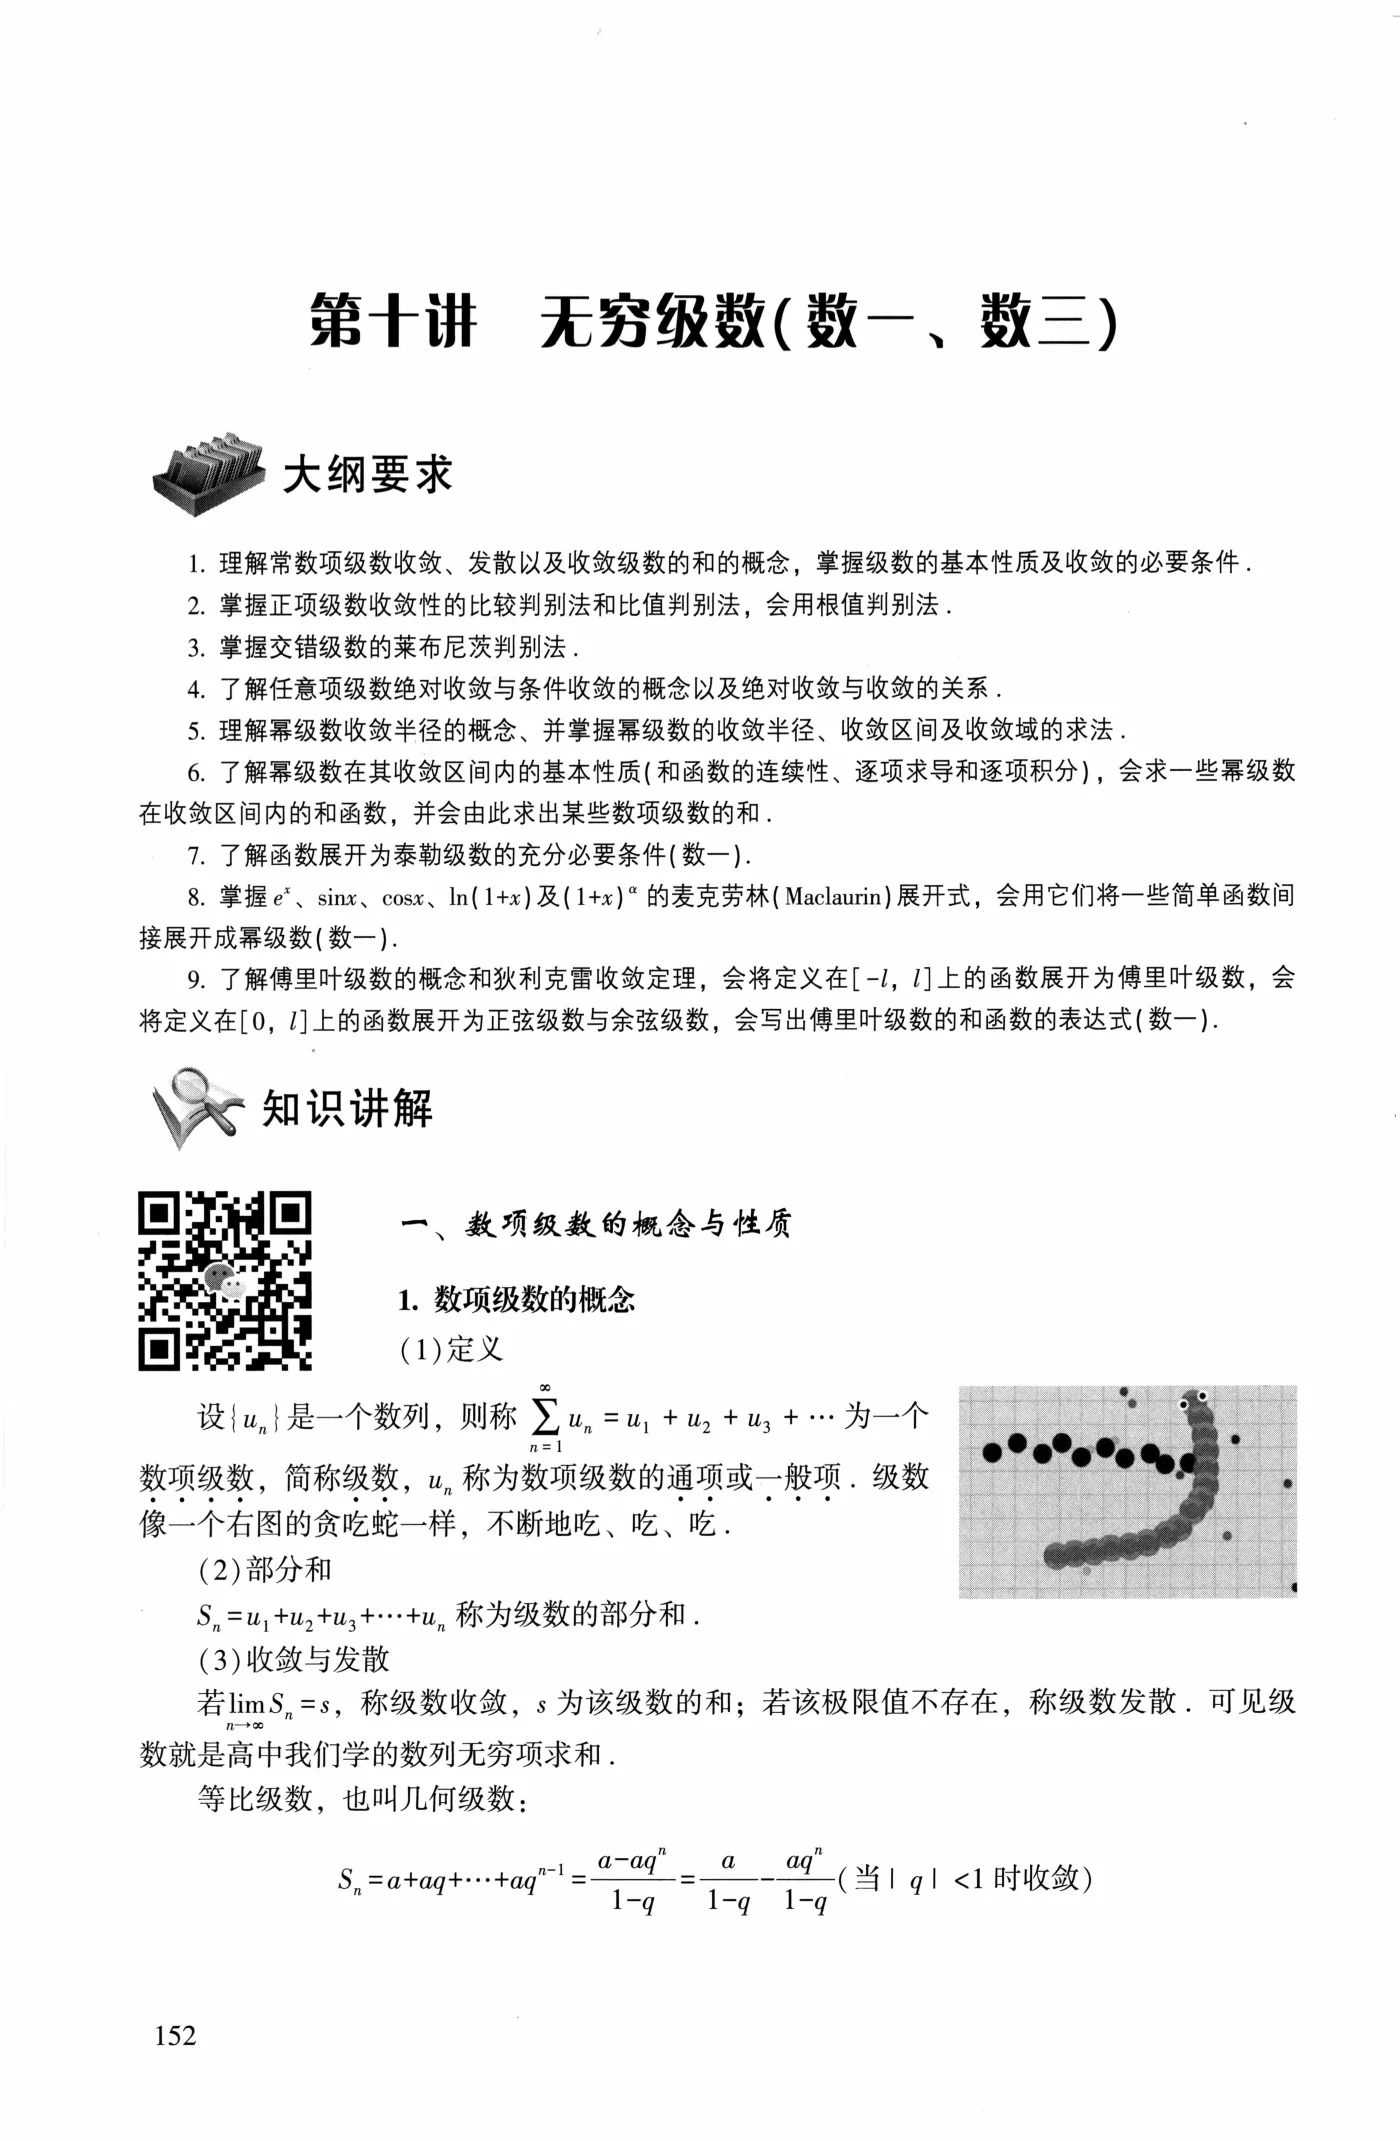 第十讲　无穷级数(数一、数三)
大纲要求
1. 理解常数项级数收敛、发散以及收敛级数的和的概念，掌握级数的基本性质及收敛的必要条件.
2. 掌握正项级数收敛性的比较判别法和比值判别法，会用根值判别法.
3. 掌握交错级数的莱布尼茨判别法.
4. 了解任意项级数绝对收敛与条件收敛的概念以及绝对收敛与收敛的关系.
5. 理解幂级数收敛半径的概念、并掌握幂级数的收敛半径、收敛区间及收敛域的求法.
6. 了解幂级数在其收敛区间内的基本性质(和函数的连续性、逐项求导和逐项积分)，会求一些幂级数
在收敛区间内的和函数，并会由此求出某些数项级数的和.
7. 了解函数展开为泰勒级数的充分必要条件(数一).
8. 掌握 eˣ、sinx、cosx、ln(1+x)及(1+x)^α 的麦克劳林(Maclaurin)展开式，会用它们将一些简单函数间
接展开成幂级数(数一).
9. 了解傅里叶级数的概念和狄利克雷收敛定理，会将定义在[-l, l]上的函数展开为傅里叶级数，会
将定义在[0, l]上的函数展开为正弦级数与余弦级数，会写出傅里叶级数的和函数的表达式(数一).
知识讲解
一、数项级数的概念与性质
1. 数项级数的概念
(1)定义
设{u_n}是一个数列，则称 ∑_{n=1}^{∞} u_n = u_1 + u_2 + u_3 + … 为一个
数项级数，简称级数，u_n 称为数项级数的通项或一般项. 级数
像一个右图的贪吃蛇一样，不断地吃、吃、吃.
(2)部分和
S_n=u_1+u_2+u_3+…+u_n 称为级数的部分和.
(3)收敛与发散
若lim_{n→∞} S_n=s，称级数收敛，s 为该级数的和；若该极限值不存在，称级数发散. 可见级
数就是高中我们学的数列无穷项求和.
等比级数，也叫几何级数：
S_n=a+aq+…+aq^{n-1}=(a-aq^n)/(1-q)=a/(1-q)-aq^n/(1-q)(当|q|<1时收敛)
152